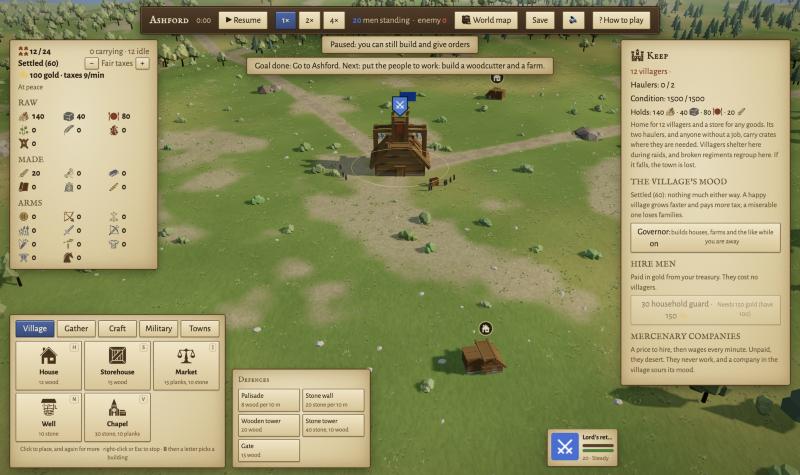 Ashford 0:00 Resume 1× 2× 4× 20 men standing · enemy 0 World map Save ? How to play
Paused: you can still build and give orders
Goal done: Go to Ashford. Next: put the people to work: build a woodcutter and a farm.
12 / 24 0 carrying · 12 idle
Settled (60) − Fair taxes +
100 gold · taxes 9/min
At peace
RAW
140 40 80
0 0 0
0
MADE
20 0 0
0 0 0
ARMS
0 0 0
0 0 0
0 0 0
0 0
Village Gather Craft Military Towns
H S I
House Storehouse Market
12 wood 15 wood 15 planks, 10 stone
N V
Well Chapel
10 stone 30 stone, 10 planks
Click to place, and again for more · right-click or Esc to stop · B then a letter picks a
building
Defences
Palisade Stone wall
8 wood per 10 m 20 stone per 10 m
Wooden tower Stone tower
20 wood 40 stone, 10 wood
Gate
15 wood
Lord's ret...
20 · Steady
Keep
12 villagers ·
Haulers: 0 / 2
Condition: 1500 / 1500
Holds: 140 · 40 · 80 · 20
Home for 12 villagers and a store for any goods. Its
two haulers, and anyone without a job, carry crates
where they are needed. Villagers shelter here
during raids, and broken regiments regroup here. If
it falls, the town is lost.
THE VILLAGE'S MOOD
Settled (60): nothing much either way. A happy
village grows faster and pays more tax; a miserable
one loses families.
Governor: on builds houses, farms and the like while
you are away
HIRE MEN
Paid in gold from your treasury. They cost no
villagers.
30 household guard · 150 Needs 150 gold (have
100)
MERCENARY COMPANIES
A price to hire, then wages every minute. Unpaid,
they desert. They never work, and a company in the
village sours its mood.